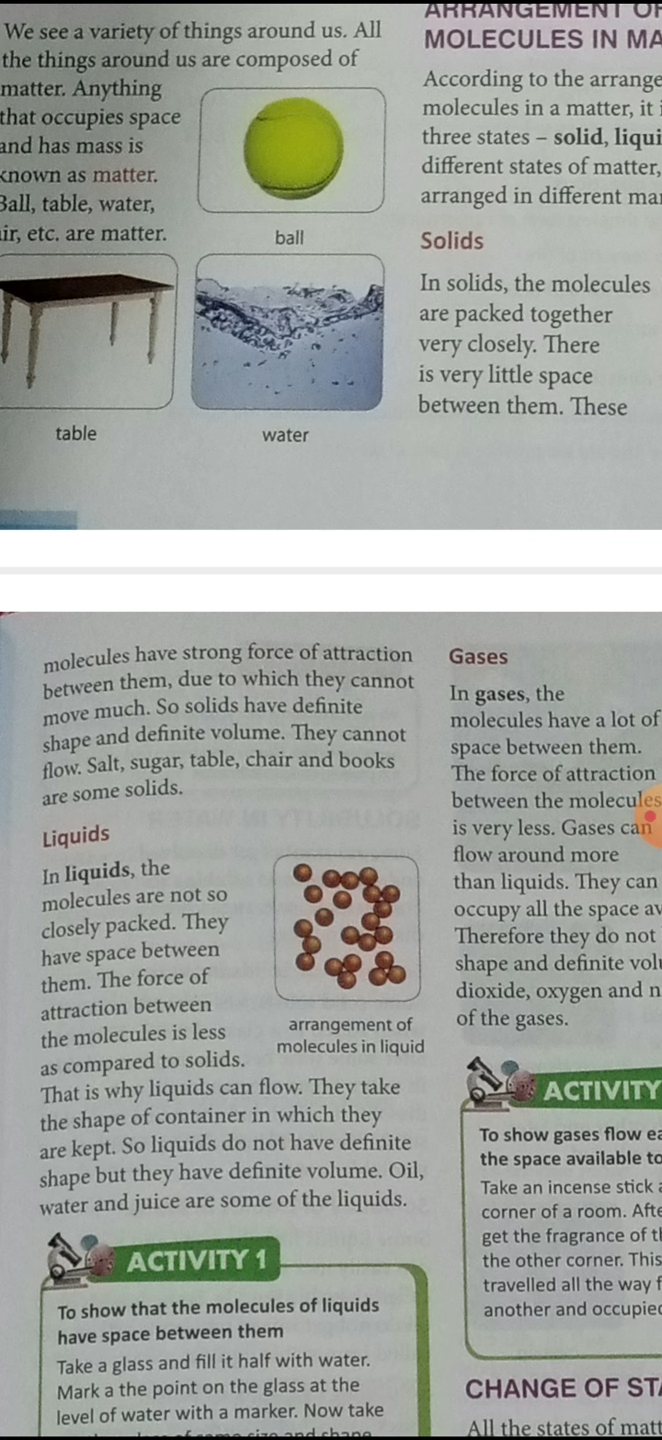 We see a variety of things around us. All
the things around us are composed of
matter. Anything
that occupies space
and has mass is
known as matter.
Ball, table, water,
air, etc. are matter.
ball
table
water
ARRANGEMENT OF
MOLECULES IN MA
According to the arrange
molecules in a matter, it i
three states – solid, liqui
different states of matter,
arranged in different ma
Solids
In solids, the molecules
are packed together
very closely. There
is very little space
between them. These
molecules have strong force of attraction
between them, due to which they cannot
move much. So solids have definite
shape and definite volume. They cannot
flow. Salt, sugar, table, chair and books
are some solids.
Liquids
In liquids, the
molecules are not so
closely packed. They
have space between
them. The force of
attraction between
the molecules is less
as compared to solids.
arrangement of
molecules in liquid
That is why liquids can flow. They take
the shape of container in which they
are kept. So liquids do not have definite
shape but they have definite volume. Oil,
water and juice are some of the liquids.
ACTIVITY 1
To show that the molecules of liquids
have space between them
Take a glass and fill it half with water.
Mark a the point on the glass at the
level of water with a marker. Now take
of same size and shape
Gases
In gases, the
molecules have a lot of
space between them.
The force of attraction
between the molecules
is very less. Gases can
flow around more
than liquids. They can
occupy all the space av
Therefore they do not
shape and definite volu
dioxide, oxygen and n
of the gases.
ACTIVITY
To show gases flow ea
the space available to
Take an incense stick a
corner of a room. Afte
get the fragrance of th
the other corner. This
travelled all the way f
another and occupied
CHANGE OF STA
All the states of matt